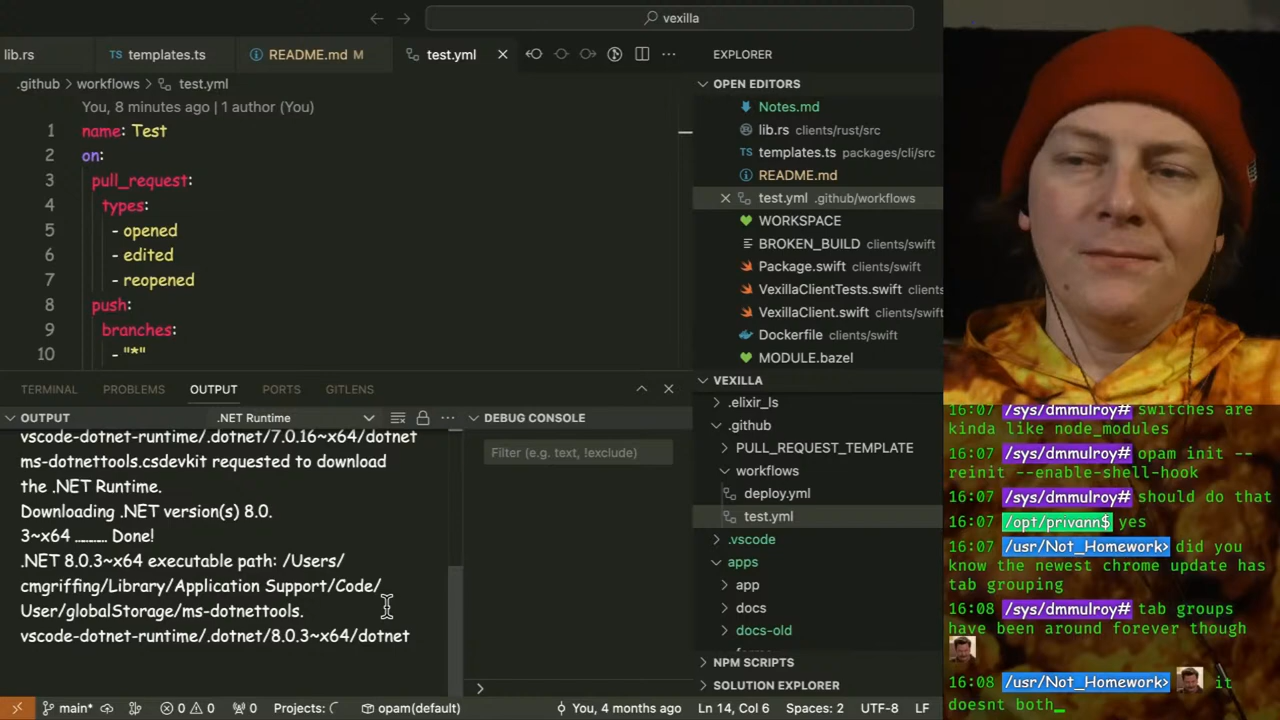 vexilla
lib.rs
templates.ts
README.md M
test.yml
EXPLORER
.github workflows test.yml
You, 8 minutes ago | 1 author (You)
1 name: Test
2 on:
3 pull_request:
4 types:
5 - opened
6 - edited
7 - reopened
8 push:
9 branches:
10 - "*"
OPEN EDITORS
Notes.md
lib.rs clients/rust/src
templates.ts packages/cli/src
README.md
test.yml .github/workflows
WORKSPACE
BROKEN_BUILD clients/swift
Package.swift clients/swift
VexillaClientTests.swift clients/swift
VexillaClient.swift clients/swift
Dockerfile clients/swift
MODULE.bazel
VEXILLA
.elixir_ls
.github
PULL_REQUEST_TEMPLATE
workflows
deploy.yml
test.yml
.vscode
apps
app
docs
docs-old
NPM SCRIPTS
SOLUTION EXPLORER
TERMINAL PROBLEMS OUTPUT PORTS GITLENS
OUTPUT .NET Runtime
vscode-dotnet-runtime/.dotnet/7.0.16~x64/dotnet
ms-dotnettools.csdevkit requested to download
the .NET Runtime.
Downloading .NET version(s) 8.0.
3~x64 .......... Done!
.NET 8.0.3~x64 executable path: /Users/
cmgriffing/Library/Application Support/Code/
User/globalStorage/ms-dotnettools.
vscode-dotnet-runtime/.dotnet/8.0.3~x64/dotnet
DEBUG CONSOLE
Filter (e.g. text, !exclude)
main* 0 0 0 Projects: opam(default) You, 4 months ago Ln 14, Col 6 Spaces: 2 UTF-8 LF
16:07 /sys/dmmulroy# switches are
kinda like node_modules
16:07 /sys/dmmulroy# opam init --
reinit --enable-shell-hook
16:07 /sys/dmmulroy# should do that
16:07 /opt/privann$ yes
16:07 /usr/Not_Homework> did you
know the newest chrome update has
tab grouping
16:08 /sys/dmmulroy# tab groups
have been around forever though
16:08 /usr/Not_Homework> it
doesnt both_